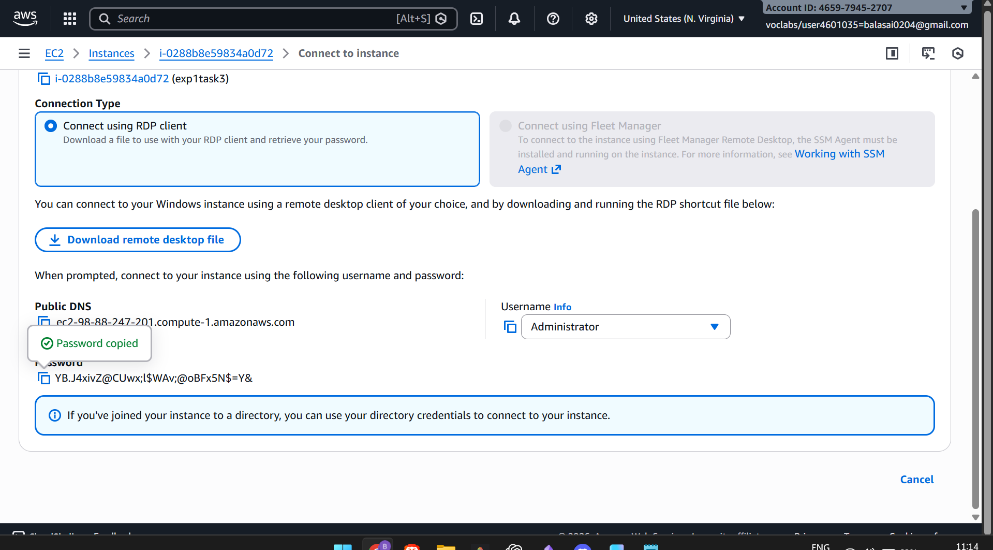 aws
Search
[Alt+S]
United States (N. Virginia)
Account ID: 4659-7945-2707
voclabs/user4601035=balasai0204@gmail.com
EC2 > Instances > i-0288b8e59834a0d72 > Connect to instance
i-0288b8e59834a0d72 (exp1task3)
Connection Type
Connect using RDP client
Download a file to use with your RDP client and retrieve your password.
Connect using Fleet Manager
To connect to the instance using Fleet Manager Remote Desktop, the SSM Agent must be
installed and running on the instance. For more information, see Working with SSM
Agent
You can connect to your Windows instance using a remote desktop client of your choice, and by downloading and running the RDP shortcut file below:
Download remote desktop file
When prompted, connect to your instance using the following username and password:
Public DNS
ec2-98-88-247-201.compute-1.amazonaws.com
Username Info
Administrator
Password copied
Password
YB.J4xivZ@CUwx;l$WAv;@oBFx5N$=Y&
If you've joined your instance to a directory, you can use your directory credentials to connect to your instance.
Cancel
ENG
11:14